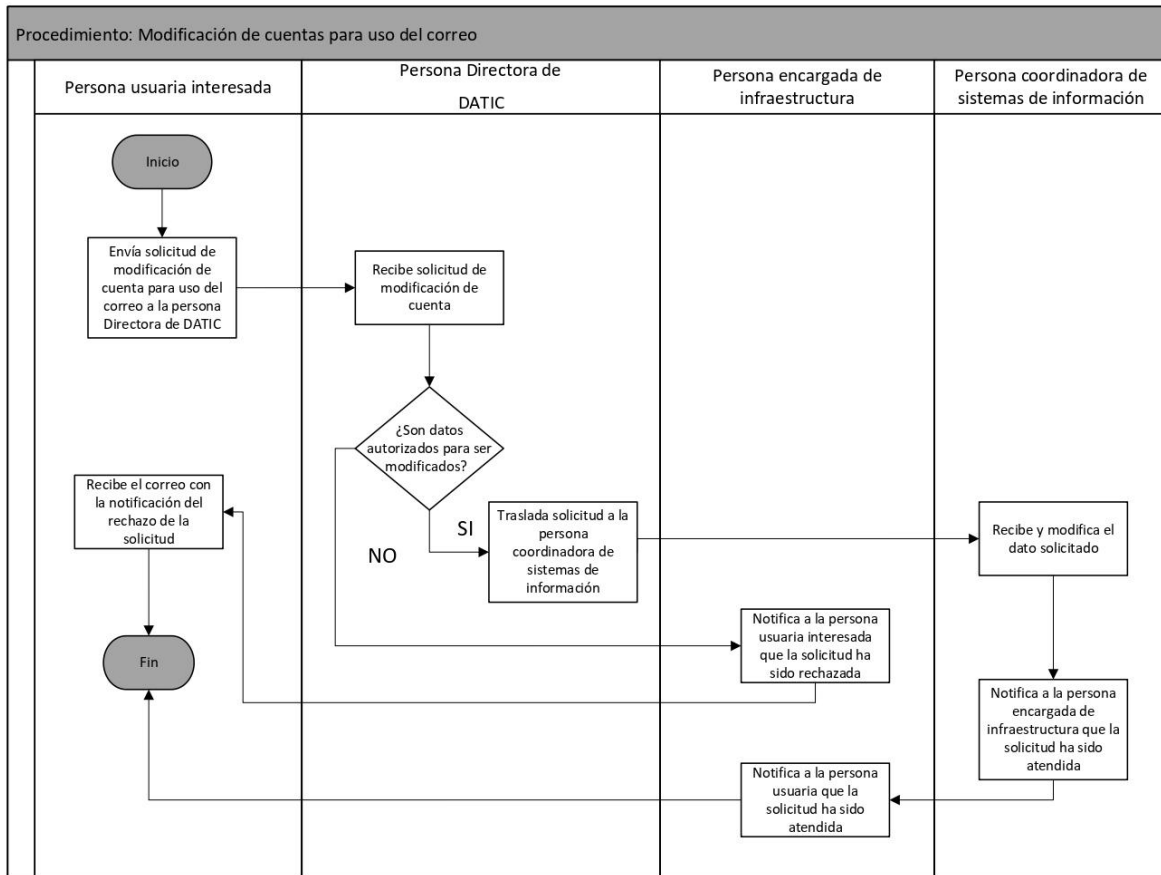 Procedimiento: Modificación de cuentas para uso del correo
Persona usuaria interesada
Persona Directora de
DATIC
Persona encargada de
infraestructura
Persona coordinadora de
sistemas de información
Inicio
Envía solicitud de
modificación de
cuenta para uso del
correo a la persona
Directora de DATIC
Recibe solicitud de
modificación de
cuenta
¿Son datos
autorizados para ser
modificados?
SI
NO
Traslada solicitud a la
persona
coordinadora de
sistemas de
información
Recibe y modifica el
dato solicitado
Recibe el correo con
la notificación del
rechazo de la
solicitud
Notifica a la persona
usuaria interesada
que la solicitud ha
sido rechazada
Fin
Notifica a la persona
encargada de
infraestructura que la
solicitud ha sido
atendida
Notifica a la persona
usuaria que la
solicitud ha sido
atendida